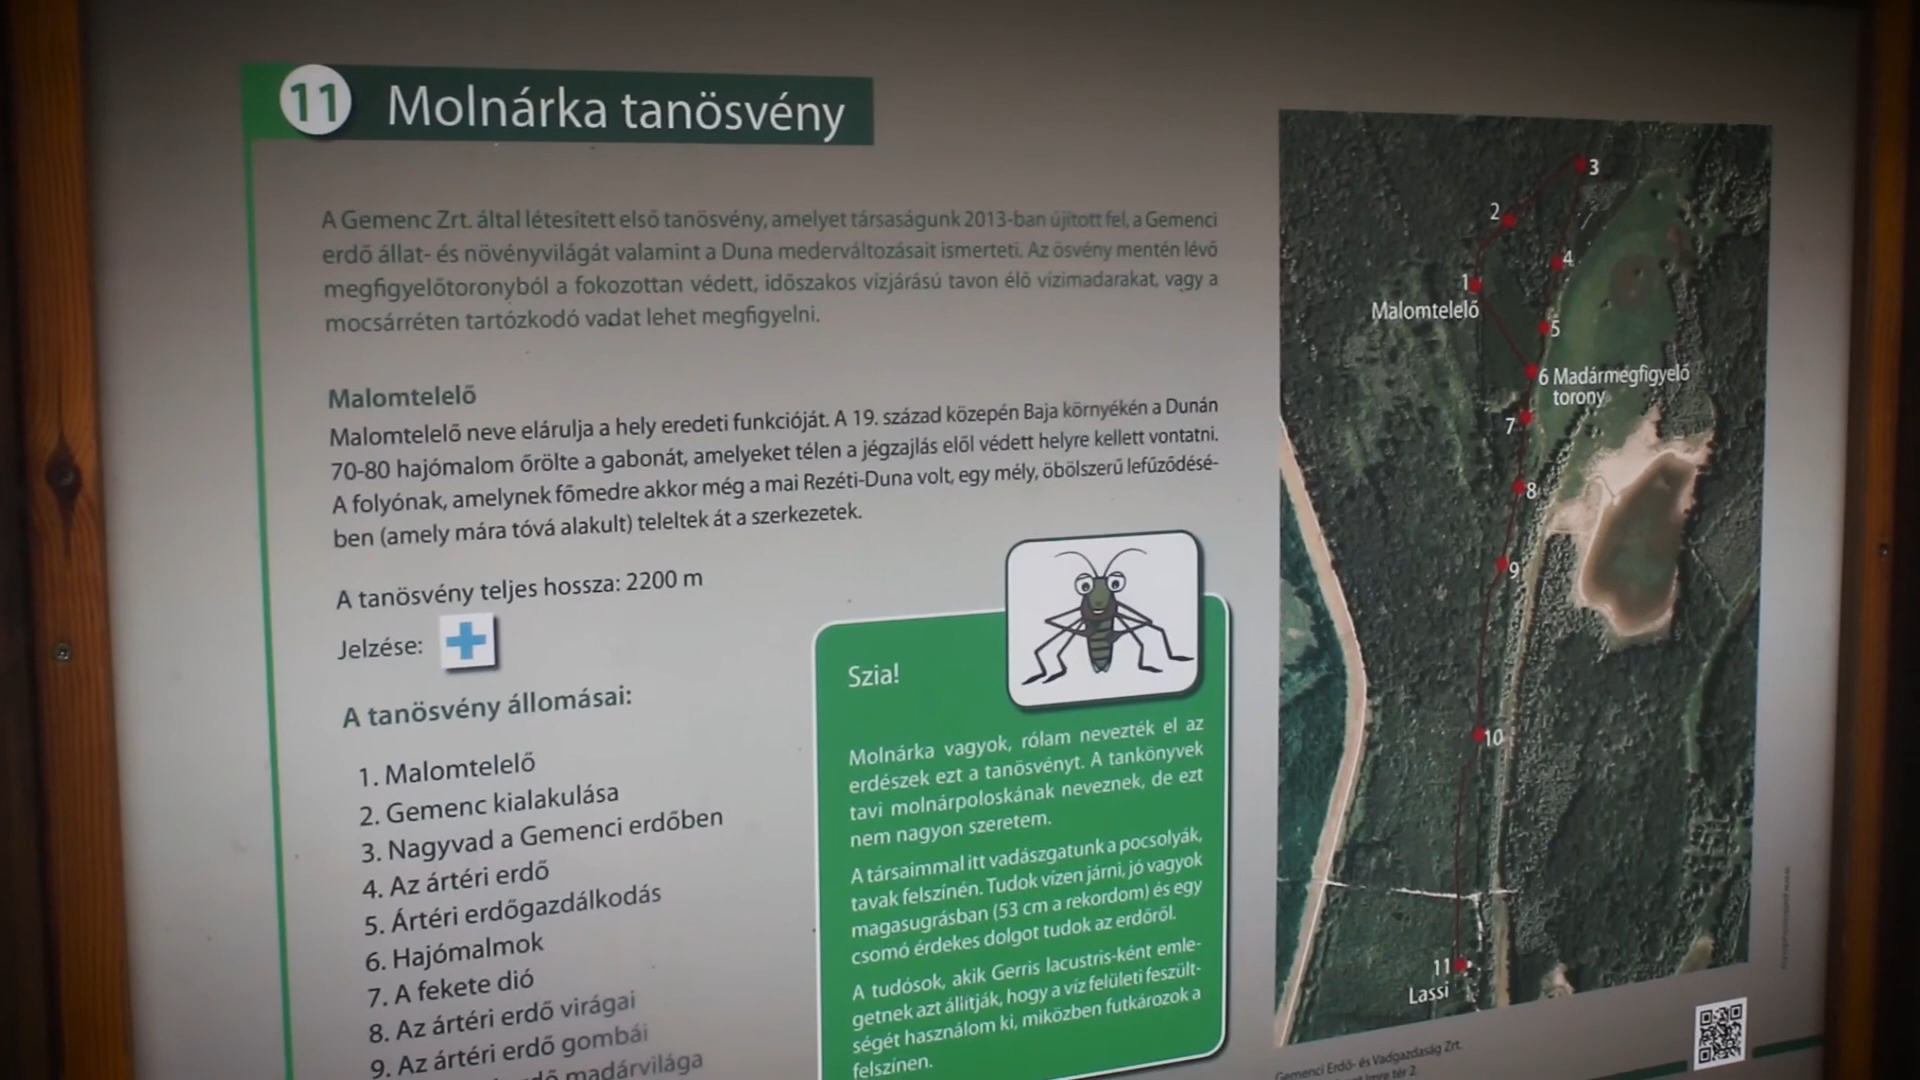 11 Molnárka tanösvény
A Gemenc Zrt. által létesített első tanösvény, amelyet társaságunk 2013-ban újított fel, a Gemenci
erdő állat- és növényvilágát valamint a Duna mederváltozásait ismerteti. Az ösvény mentén lévő
megfigyelőtoronyból a fokozottan védett, időszakos vízjárású tavon élő vízimadarakat, vagy a
mocsárréten tartózkodó vadat lehet megfigyelni.
Malomtelelő
Malomtelelő neve elárulja a hely eredeti funkcióját. A 19. század közepén Baja környékén a Dunán
70-80 hajómalom őrölte a gabonát, amelyeket télen a jégzajlás elől védett helyre kellett vontatni.
A folyónak, amelynek főmedre akkor még a mai Rezéti-Duna volt, egy mély, öbölszerű lefűződésé-
ben (amely mára tóvá alakult) teleltek át a szerkezetek.
A tanösvény teljes hossza: 2200 m
Jelzése:
A tanösvény állomásai:
1. Malomtelelő
2. Gemenc kialakulása
3. Nagyvad a Gemenci erdőben
4. Az ártéri erdő
5. Ártéri erdőgazdálkodás
6. Hajómalmok
7. A fekete dió
8. Az ártéri erdő virágai
9. Az ártéri erdő gombái
madárvilága
Szia!
Molnárka vagyok, rólam nevezték el az
erdészek ezt a tanösvényt. A tankönyvek
tavi molnárpoloskának neveznek, de ezt
nem nagyon szeretem.
A társaimmal itt vadászgatunk a pocsolyák,
tavak felszínén. Tudok vízen járni, jó vagyok
magasugrásban (53 cm a rekordom) és egy
csomó érdekes dolgot tudok az erdőről.
A tudósok, akik Gerris lacustris-ként emle-
getnek azt állítják, hogy a víz felületi feszült-
ségét használom ki, miközben futkározok a
felszínen.
3
2
4
1
Malomtelelő
5
6 Madármegfigyelő
torony
7
8
9
10
11
Lassi
Gemenci Erdő- és Vadgazdaság Zrt.
tér 2.